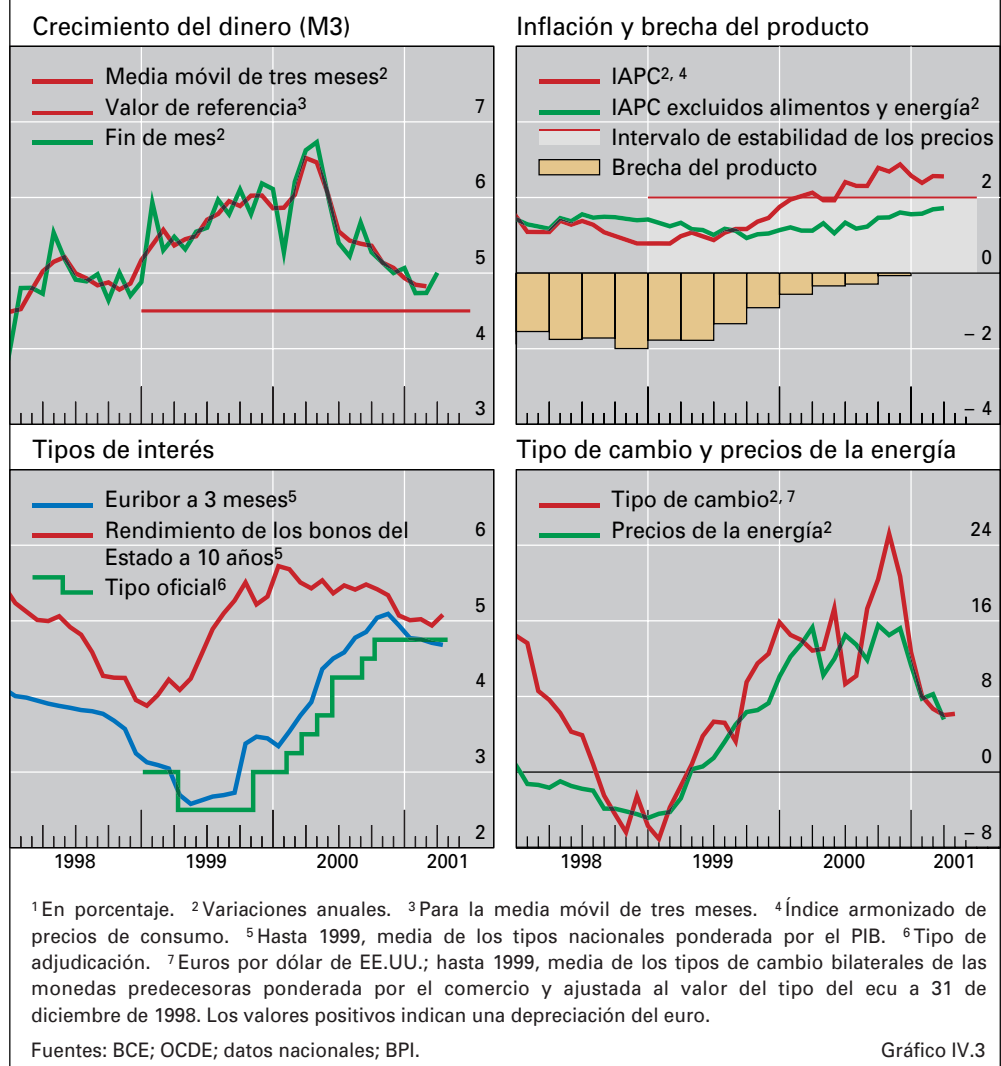 Crecimiento del dinero (M3)
Media móvil de tres meses²
Valor de referencia³
Fin de mes²
7
6
5
4
3
Inflación y brecha del producto
IAPC²,⁴
IAPC excluidos alimentos y energía²
Intervalo de estabilidad de los precios
Brecha del producto
2
0
– 2
– 4
Tipos de interés
Euribor a 3 meses⁵
Rendimiento de los bonos del
Estado a 10 años⁵
Tipo oficial⁶
6
5
4
3
2
1998 1999 2000 2001
Tipo de cambio y precios de la energía
Tipo de cambio²,⁷
Precios de la energía²
24
16
8
0
– 8
1998 1999 2000 2001
¹ En porcentaje. ² Variaciones anuales. ³ Para la media móvil de tres meses. ⁴ Índice armonizado de
precios de consumo. ⁵ Hasta 1999, media de los tipos nacionales ponderada por el PIB. ⁶ Tipo de
adjudicación. ⁷ Euros por dólar de EE.UU.; hasta 1999, media de los tipos de cambio bilaterales de las
monedas predecesoras ponderada por el comercio y ajustada al valor del tipo del ecu a 31 de
diciembre de 1998. Los valores positivos indican una depreciación del euro.
Fuentes: BCE; OCDE; datos nacionales; BPI. Gráfico IV.3